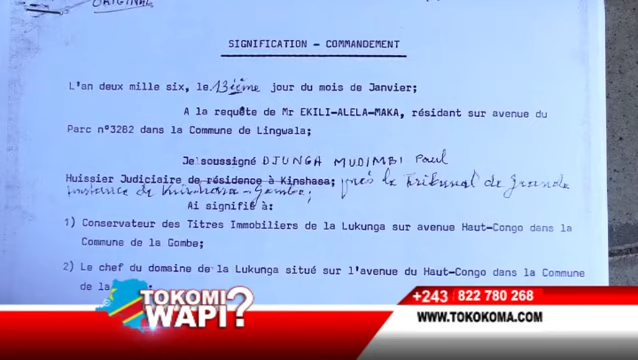 ORIGINAL
SIGNIFICATION - COMMANDEMENT
L'an deux mille six, le 13ième jour du mois de Janvier;
A la requête de Mr EKILI-ALELA-MAKA, résidant sur avenue du
Parc n°3282 dans la Commune de Lingwala;
Je soussigné DJUNGA MUDIMBI Paul
Huissier Judiciaire de résidence à Kinshasa; près le Tribunal de Grande
Instance de Kinshasa-Gombe;
Ai signifié à:
1) Conservateur des Titres Immobiliers de la Lukunga sur avenue Haut-Congo dans la
Commune de la Gombe;
2) Le chef du domaine de la Lukunga situé sur l'avenue du Haut-Congo dans la Commune
de la
TOKOMI
WAPI?
+243 822 780 268
WWW.TOKOKOMA.COM